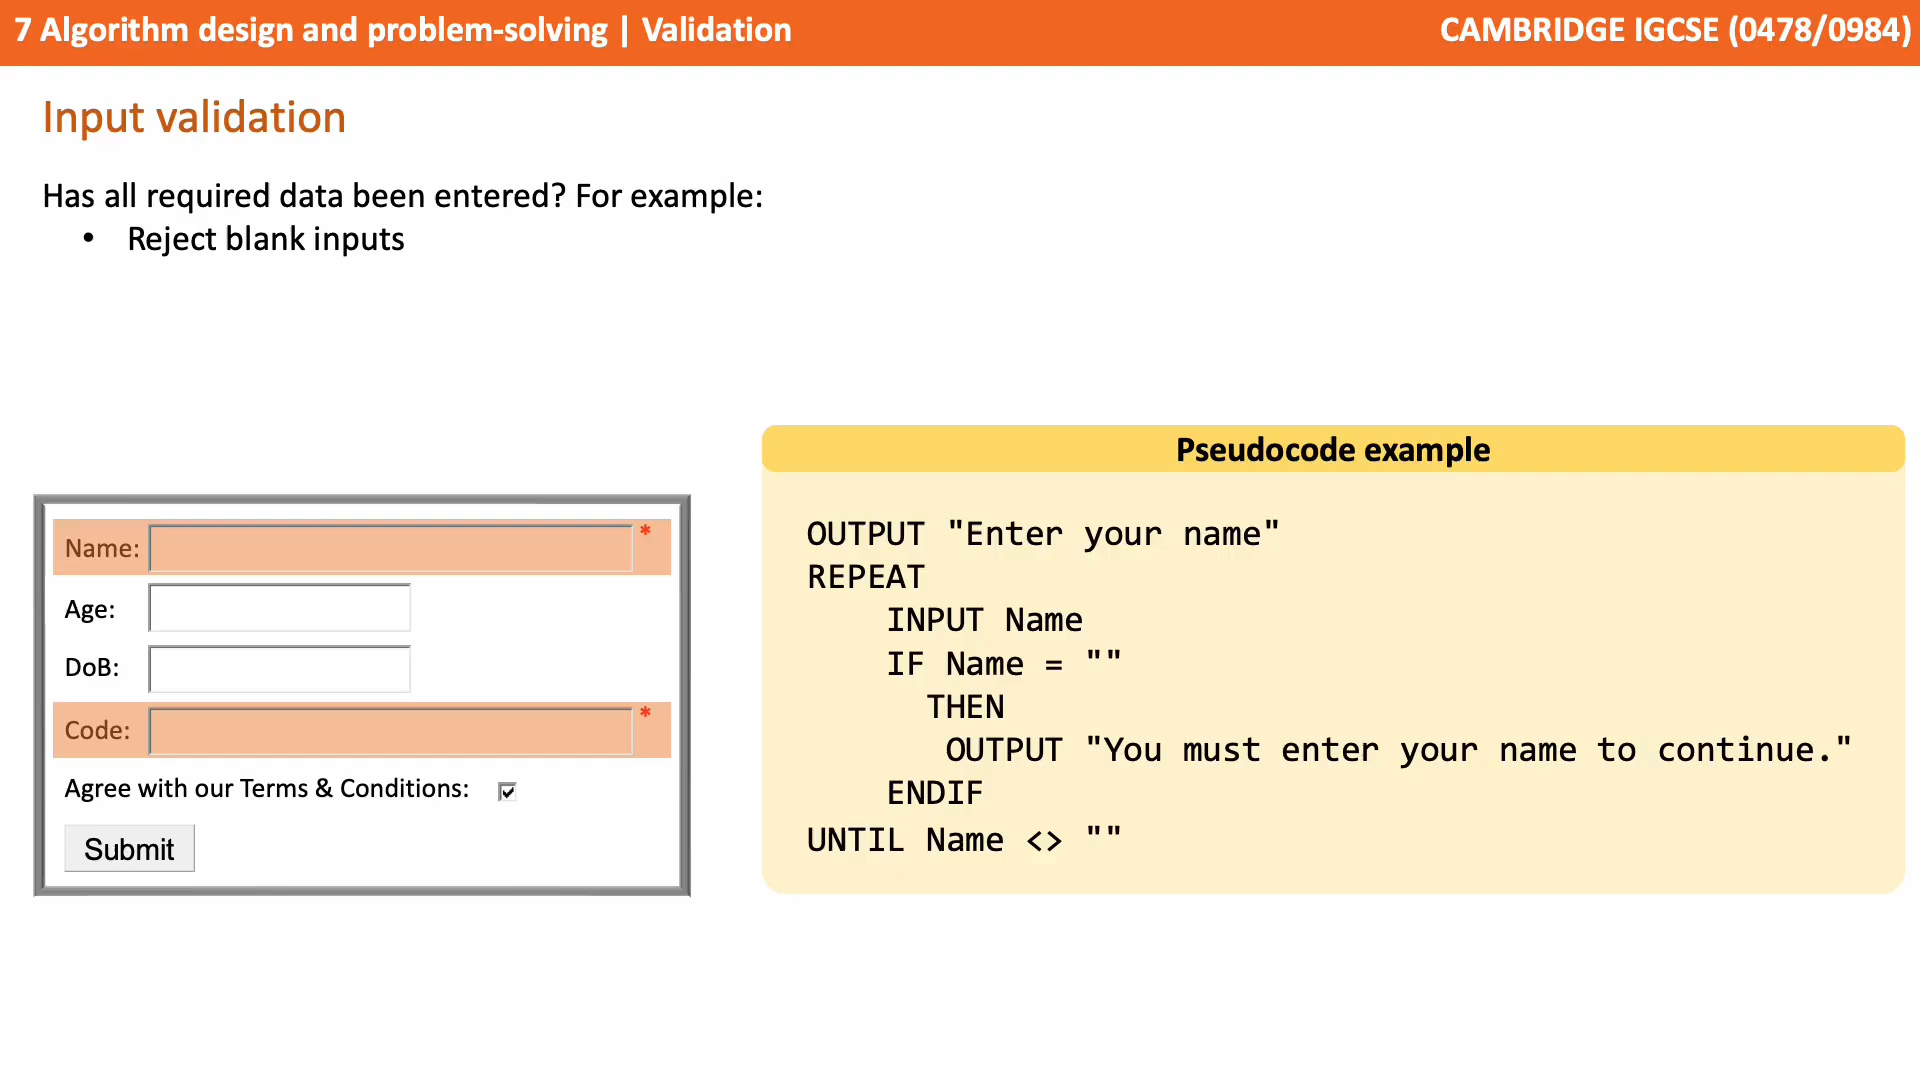 7 Algorithm design and problem-solving | Validation
CAMBRIDGE IGCSE (0478/0984)
Input validation
Has all required data been entered? For example:
• Reject blank inputs
Name: *
Age:
DoB:
Code: *
Agree with our Terms & Conditions:
Submit
Pseudocode example
OUTPUT "Enter your name"
REPEAT
INPUT Name
IF Name = ""
THEN
OUTPUT "You must enter your name to continue."
ENDIF
UNTIL Name <> ""